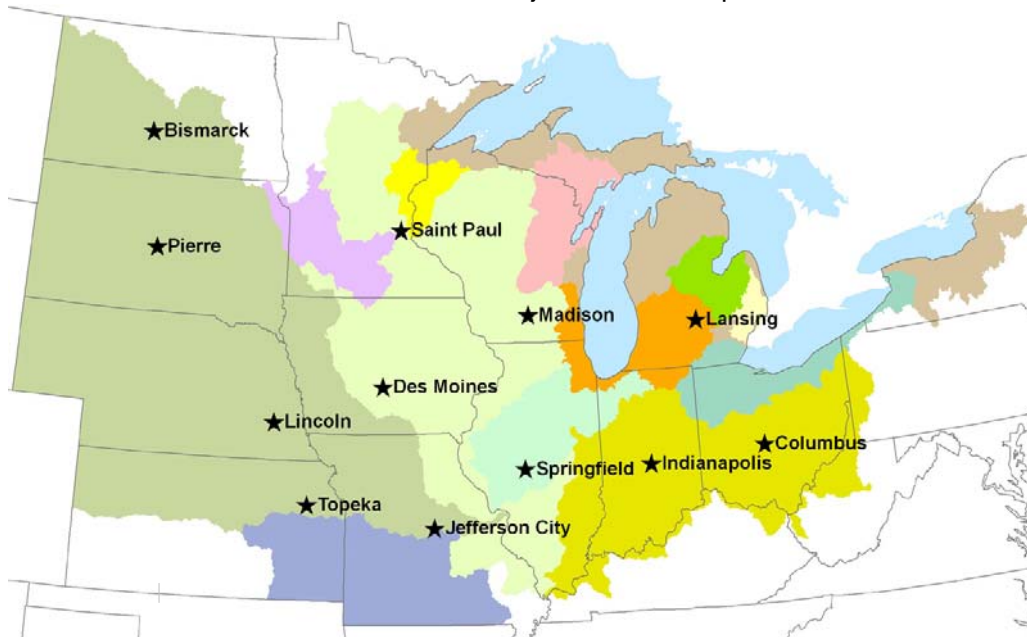 Bismarck
Saint Paul
Pierre
Madison
Lansing
Des Moines
Lincoln
Columbus
Springfield
Indianapolis
Topeka
Jefferson City